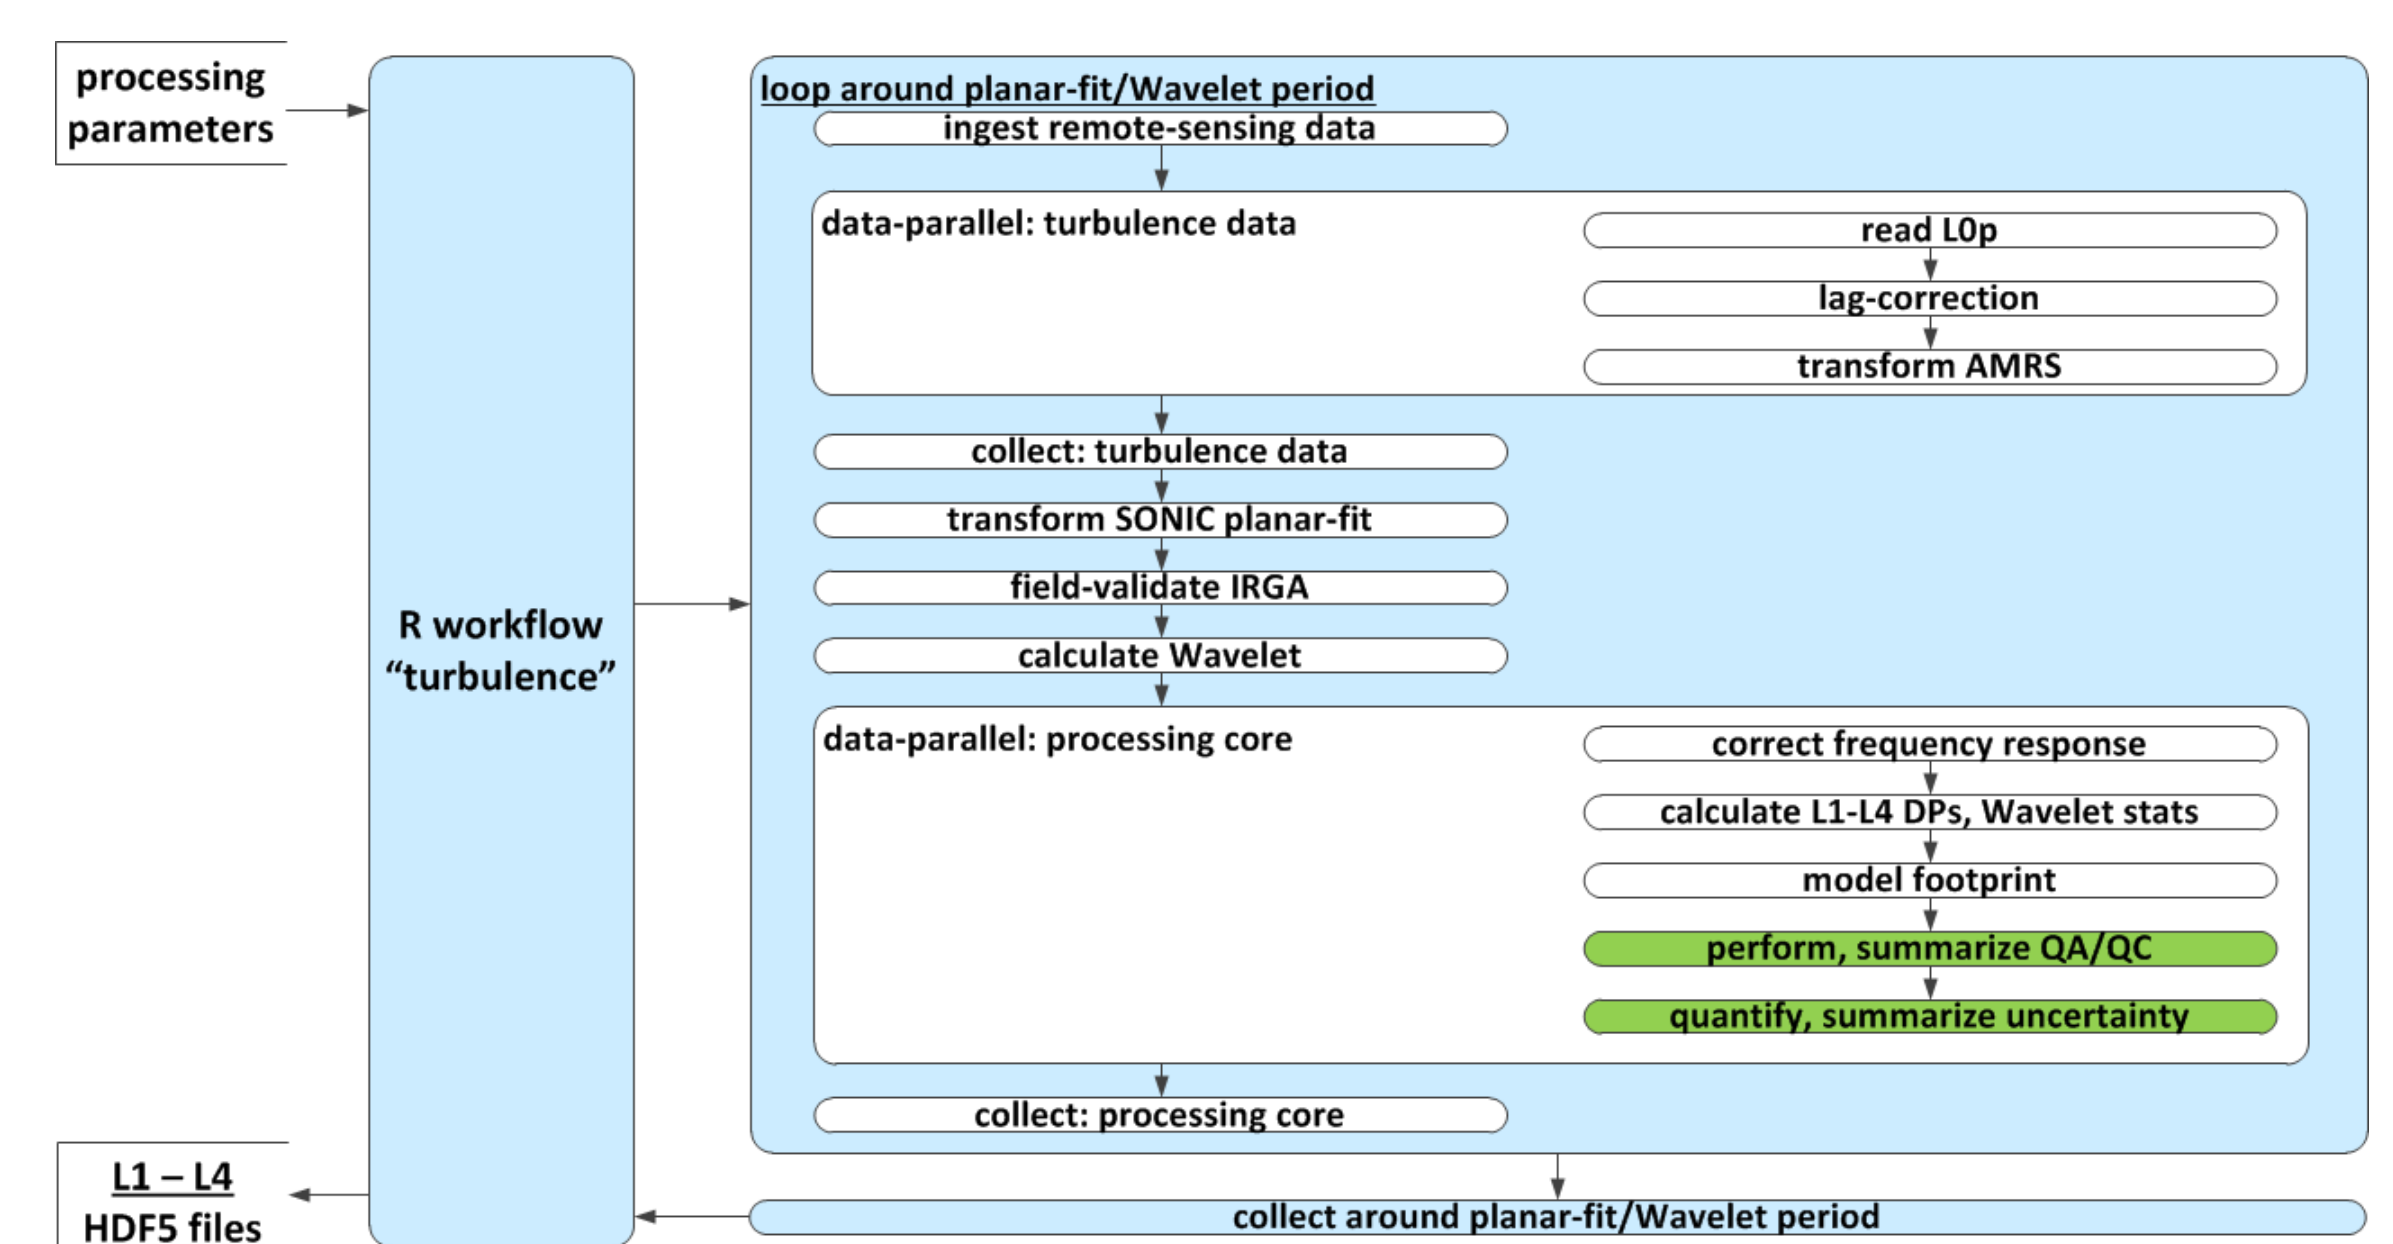 processing
parameters
R workflow
“turbulence”
loop around planar-fit/Wavelet period
ingest remote-sensing data
data-parallel: turbulence data
read L0p
lag-correction
transform AMRS
collect: turbulence data
transform SONIC planar-fit
field-validate IRGA
calculate Wavelet
data-parallel: processing core
correct frequency response
calculate L1-L4 DPs, Wavelet stats
model footprint
perform, summarize QA/QC
quantify, summarize uncertainty
collect: processing core
collect around planar-fit/Wavelet period
L1 – L4
HDF5 files